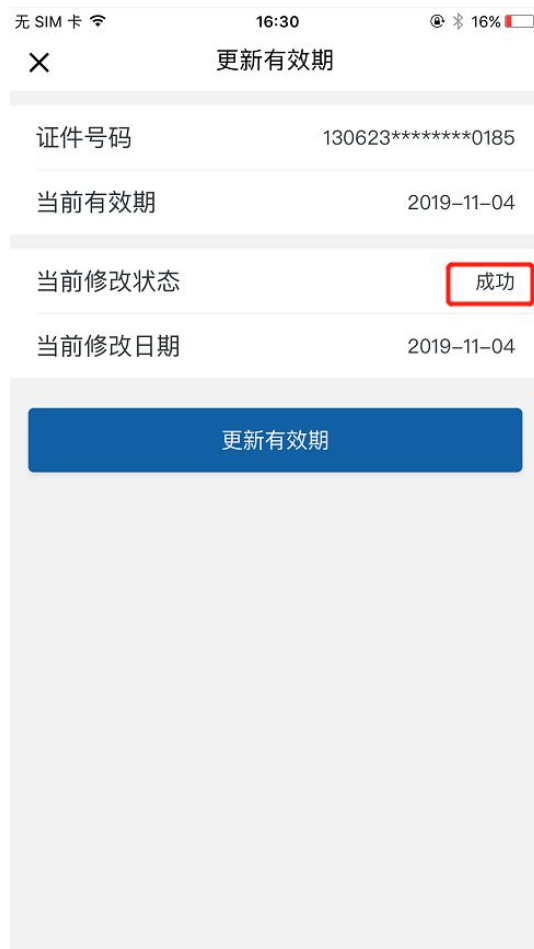 无 SIM 卡 16:30 16%
更新有效期
证件号码 130623********0185
当前有效期 2019-11-04
当前修改状态 成功
当前修改日期 2019-11-04
更新有效期